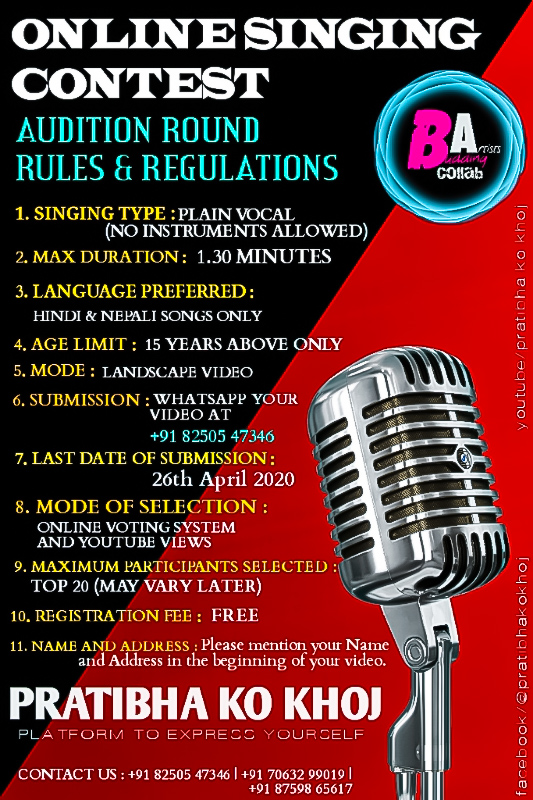 ONLINE SINGING
CONTEST
AUDITION ROUND
RULES & REGULATIONS
BA
rtists
udding
collab
1. SINGING TYPE : PLAIN VOCAL
(NO INSTRUMENTS ALLOWED)
2. MAX DURATION : 1.30 MINUTES
3. LANGUAGE PREFERRED :
HINDI & NEPALI SONGS ONLY
4. AGE LIMIT : 15 YEARS ABOVE ONLY
5. MODE : LANDSCAPE VIDEO
6. SUBMISSION : WHATSAPP YOUR
VIDEO AT
+91 82505 47346
7. LAST DATE OF SUBMISSION :
26th April 2020
8. MODE OF SELECTION :
ONLINE VOTING SYSTEM
AND YOUTUBE VIEWS
9. MAXIMUM PARTICIPANTS SELECTED :
TOP 20 (MAY VARY LATER)
10. REGISTRATION FEE : FREE
11. NAME AND ADDRESS : Please mention your Name
and Address in the beginning of your video.
PRATIBHA KO KHOJ
PLATFORM TO EXPRESS YOURSELF
CONTACT US : +91 82505 47346 | +91 70632 99019 |
+91 87598 65617
youtube/pratibha ko khoj
facebook/@pratibhakokhoj